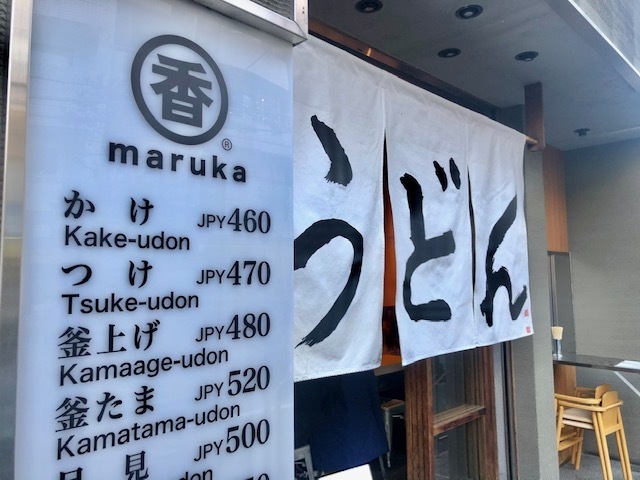 香
®
maruka
かけ JPY460
Kake-udon
つけ JPY470
Tsuke-udon
釜上げ JPY480
Kamaage-udon
釜たま JPY520
Kamatama-udon
JPY500
-udon
うどん